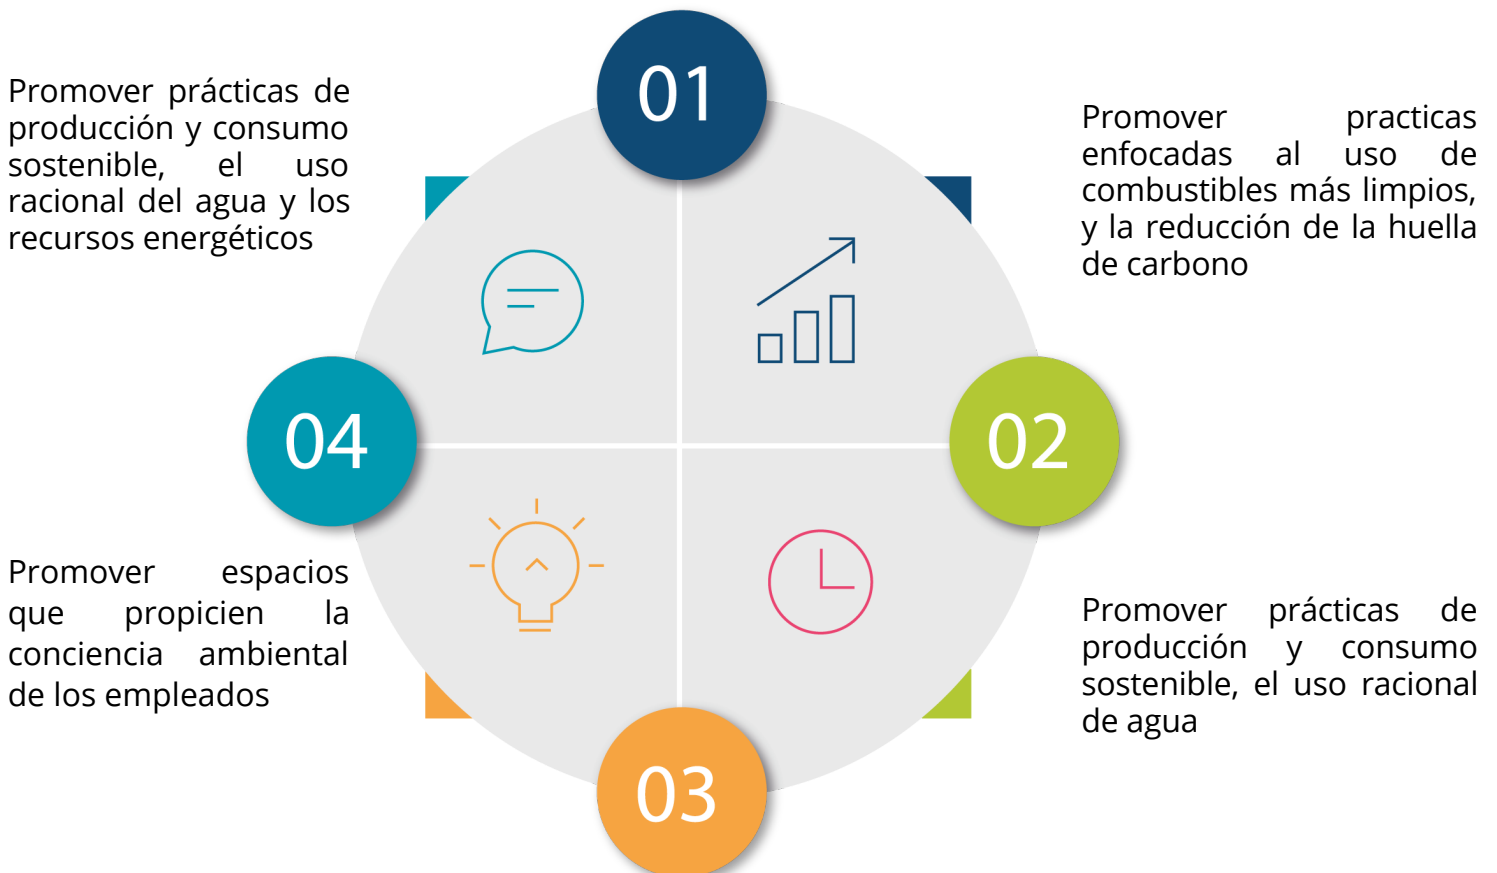 01
Promover prácticas de
producción y consumo
sostenible, el uso
racional del agua y los
recursos energéticos
Promover practicas
enfocadas al uso de
combustibles más limpios,
y la reducción de la huella
de carbono
04
02
Promover espacios
que propicien la
conciencia ambiental
de los empleados
Promover prácticas de
producción y consumo
sostenible, el uso racional
de agua
03